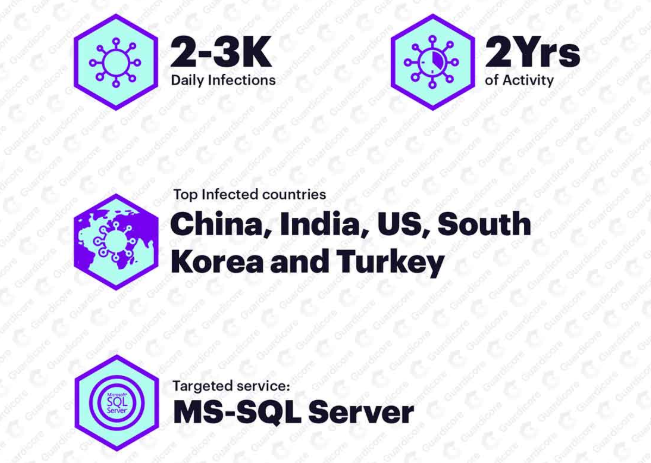 2-3K
Daily Infections
2Yrs
of Activity
Top Infected countries
China, India, US, South
Korea and Turkey
Microsoft
SQL
Server
Targeted service:
MS-SQL Server
Guardicore